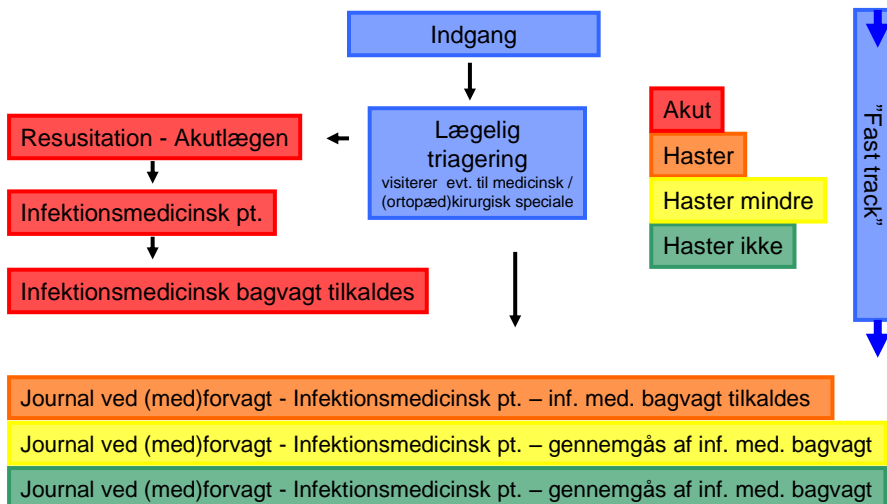 Indgang
Lægelig
triagering
visiterer evt. til medicinsk /
(ortopæd)kirurgisk speciale
Resusitation - Akutlægen
Infektionsmedicinsk pt.
Infektionsmedicinsk bagvagt tilkaldes
Akut
Haster
Haster mindre
Haster ikke
”Fast track”
Journal ved (med)forvagt - Infektionsmedicinsk pt. – inf. med. bagvagt tilkaldes
Journal ved (med)forvagt - Infektionsmedicinsk pt. – gennemgås af inf. med. bagvagt
Journal ved (med)forvagt - Infektionsmedicinsk pt. – gennemgås af inf. med. bagvagt